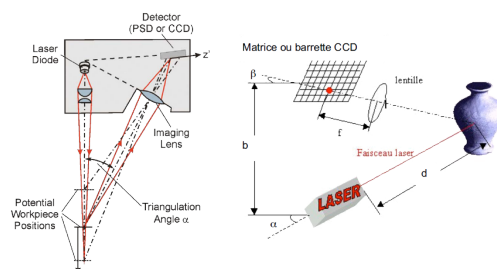 Detector
(PSD or CCD)
Laser
Diode
z'
Imaging
Lens
Triangulation
Angle α
Potential
Workpiece
Positions
Matrice ou barrette CCD
β
lentille
f
b
Faisceau laser
d
LASER
α